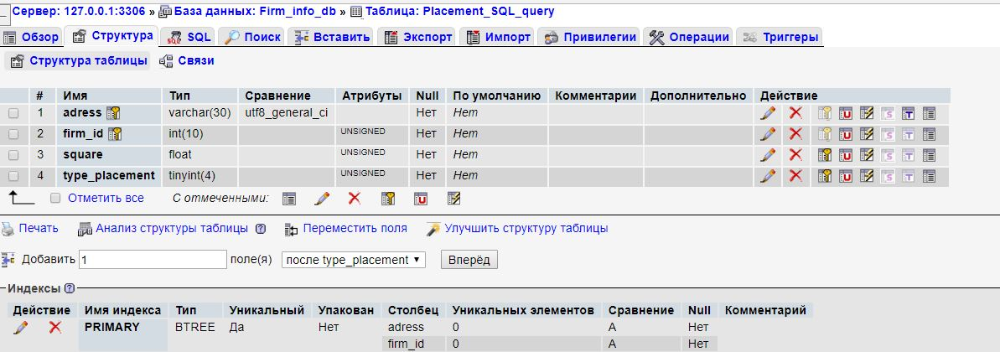 Сервер: 127.0.0.1:3306 » База данных: Firm_info_db » Таблица: Placement_SQL_query
Обзор Структура SQL Поиск Вставить Экспорт Импорт Привилегии Операции Триггеры
Структура таблицы Связи
# Имя Тип Сравнение Атрибуты Null По умолчанию Комментарии Дополнительно Действие
1 adress varchar(30) utf8_general_ci Нет Нет
2 firm_id int(10) UNSIGNED Нет Нет
3 square float UNSIGNED Нет Нет
4 type_placement tinyint(4) UNSIGNED Нет Нет
Отметить все С отмеченными:
Печать Анализ структуры таблицы Переместить поля Улучшить структуру таблицы
Добавить 1 поле(я) после type_placement Вперёд
Индексы
Действие Имя индекса Тип Уникальный Упакован Столбец Уникальных элементов Сравнение Null Комментарий
PRIMARY BTREE Да Нет adress 0 A Нет
firm_id 0 A Нет